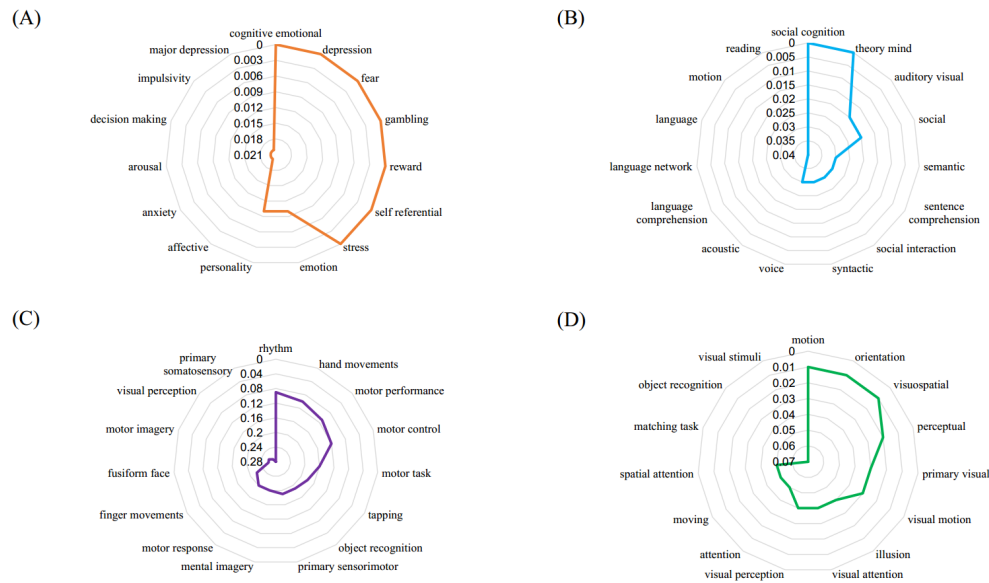 (A)
cognitive emotional
depression
fear
gambling
reward
self referential
stress
emotion
personality
affective
anxiety
arousal
decision making
impulsivity
major depression
0
0.003
0.006
0.009
0.012
0.015
0.018
0.021
(B)
social cognition
theory mind
auditory visual
social
semantic
sentence
comprehension
social interaction
syntactic
voice
acoustic
language
comprehension
language network
language
motion
reading
0
0.005
0.01
0.015
0.02
0.025
0.03
0.035
0.04
(C)
rhythm
hand movements
motor performance
motor control
motor task
tapping
object recognition
primary sensorimotor
mental imagery
motor response
finger movements
fusiform face
motor imagery
visual perception
primary
somatosensory
0
0.04
0.08
0.12
0.16
0.2
0.24
0.28
(D)
motion
orientation
visuospatial
perceptual
primary visual
visual motion
illusion
visual attention
visual perception
attention
moving
spatial attention
matching task
object recognition
visual stimuli
0
0.01
0.02
0.03
0.04
0.05
0.06
0.07